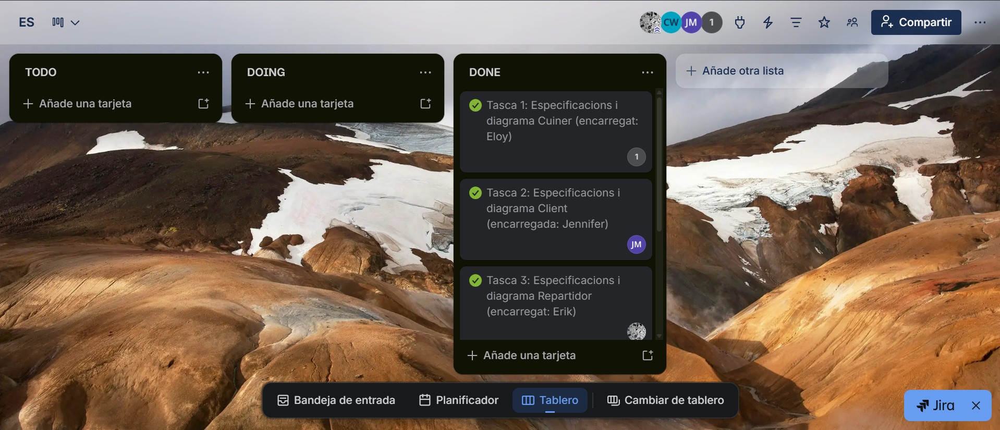 ES
CW
JM
1
Compartir
TODO
Añade una tarjeta
DOING
Añade una tarjeta
DONE
Tasca 1: Especificacions i
diagrama Cuiner (encarregat:
Eloy)
1
Tasca 2: Especificacions i
diagrama Client
(encarregada: Jennifer)
JM
Tasca 3: Especificacions i
diagrama Repartidor
(encarregat: Erik)
Añade una tarjeta
Añade otra lista
Bandeja de entrada
Planificador
Tablero
Cambiar de tablero
Jira